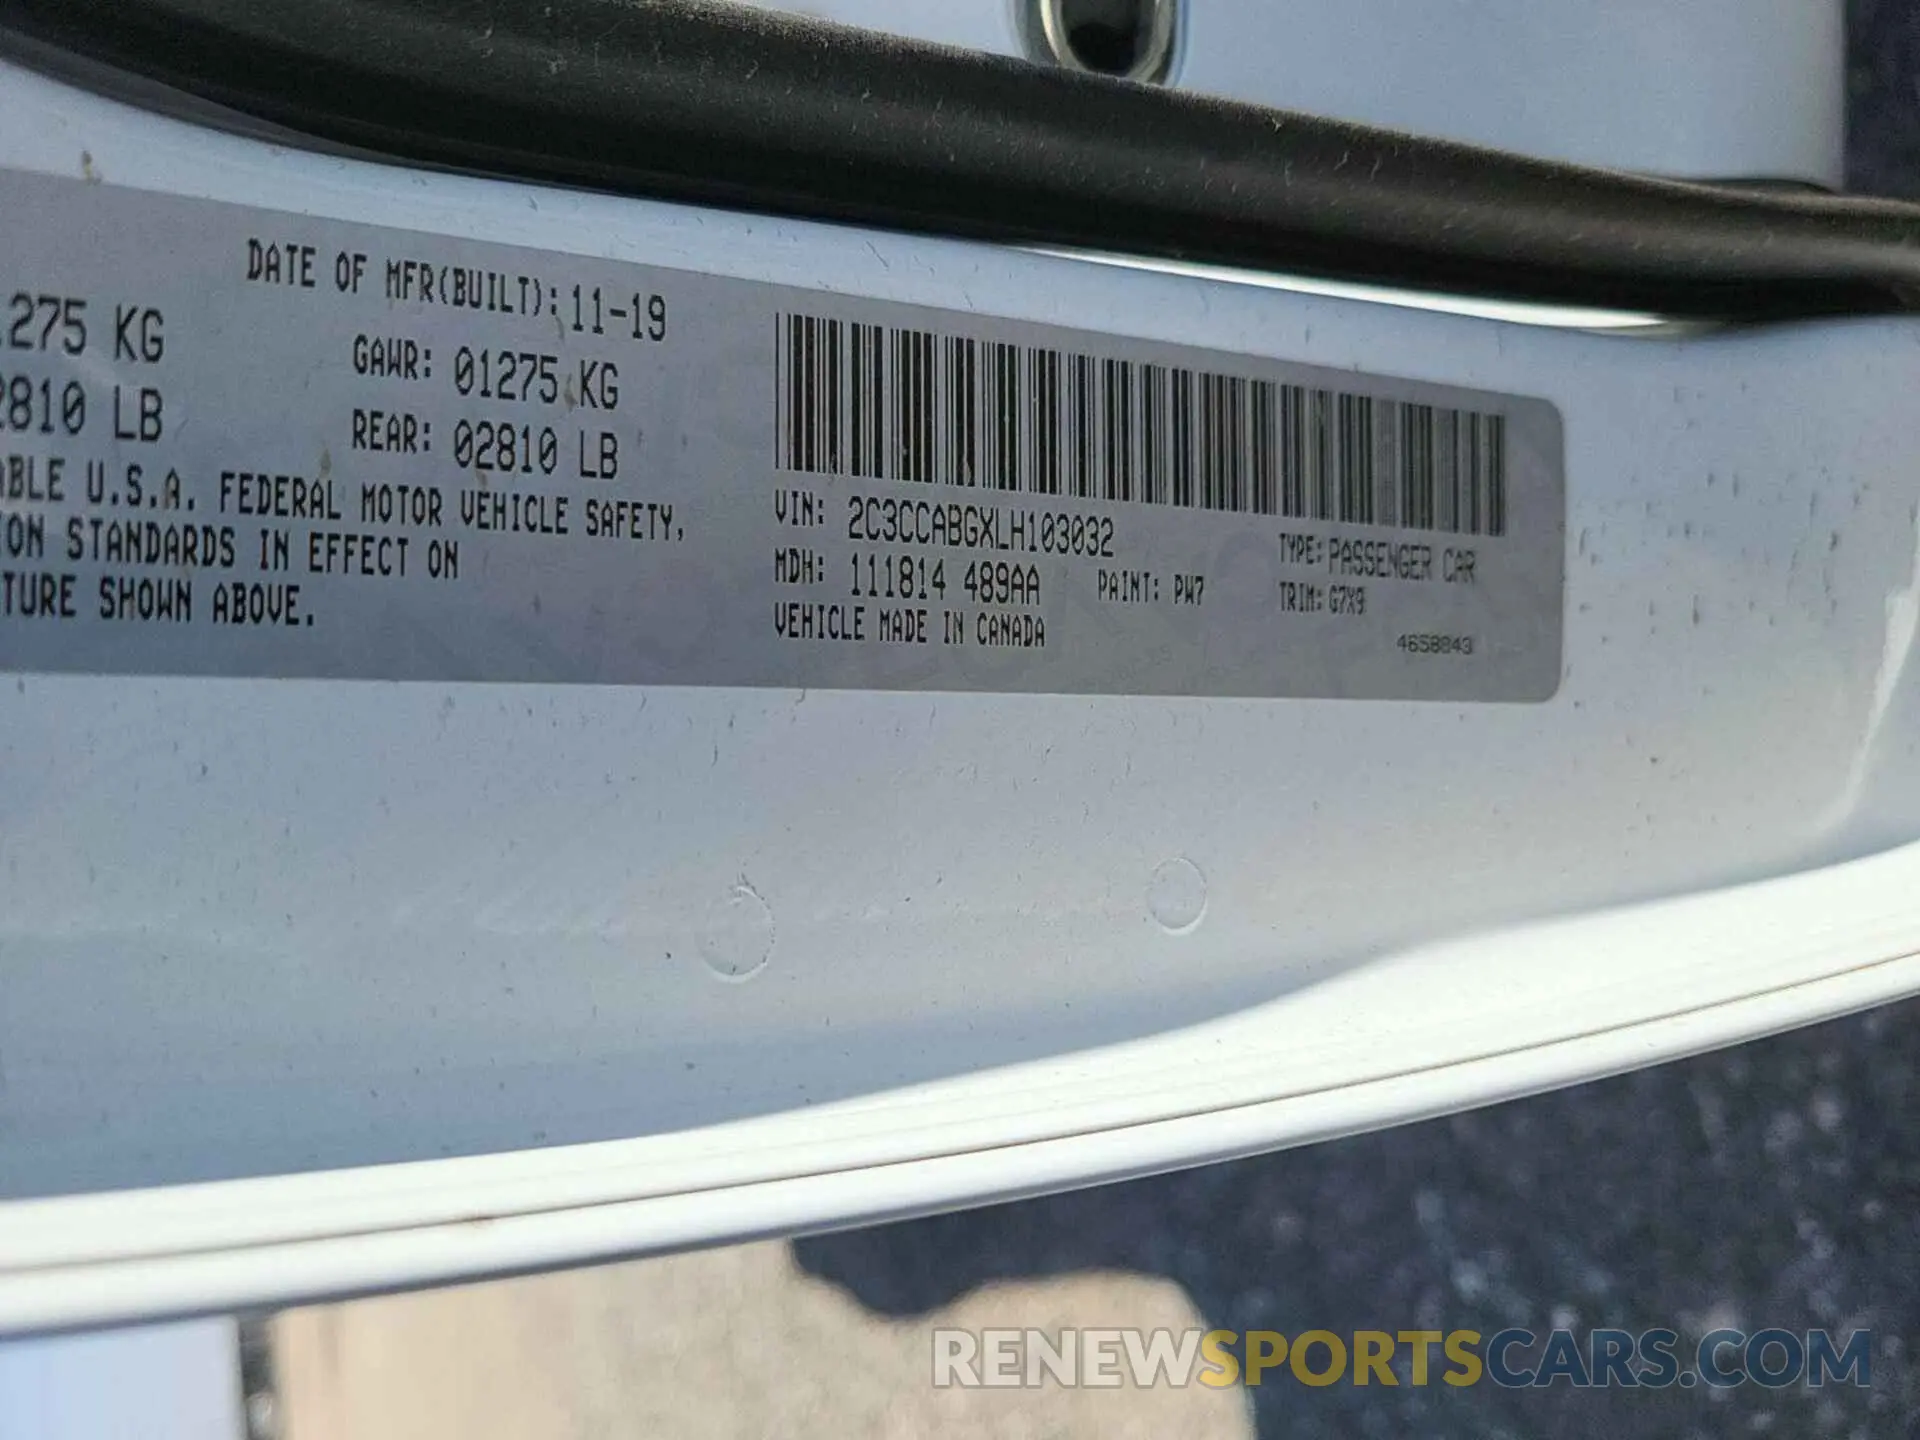 DATE OF MFR(BUILT): 11-19
275 KG GAWR: 01275 KG
2810 LB REAR: 02810 LB
ABLE U.S.A. FEDERAL MOTOR VEHICLE SAFETY,
ION STANDARDS IN EFFECT ON
TURE SHOWN ABOVE.
VIN: 2C3CCABGXLH103032 TYPE: PASSENGER CAR
MDH: 111814 489AA PAINT: PW7 TRIM: G7X9
VEHICLE MADE IN CANADA 4658843
RENEWSPORTSCARS.COM